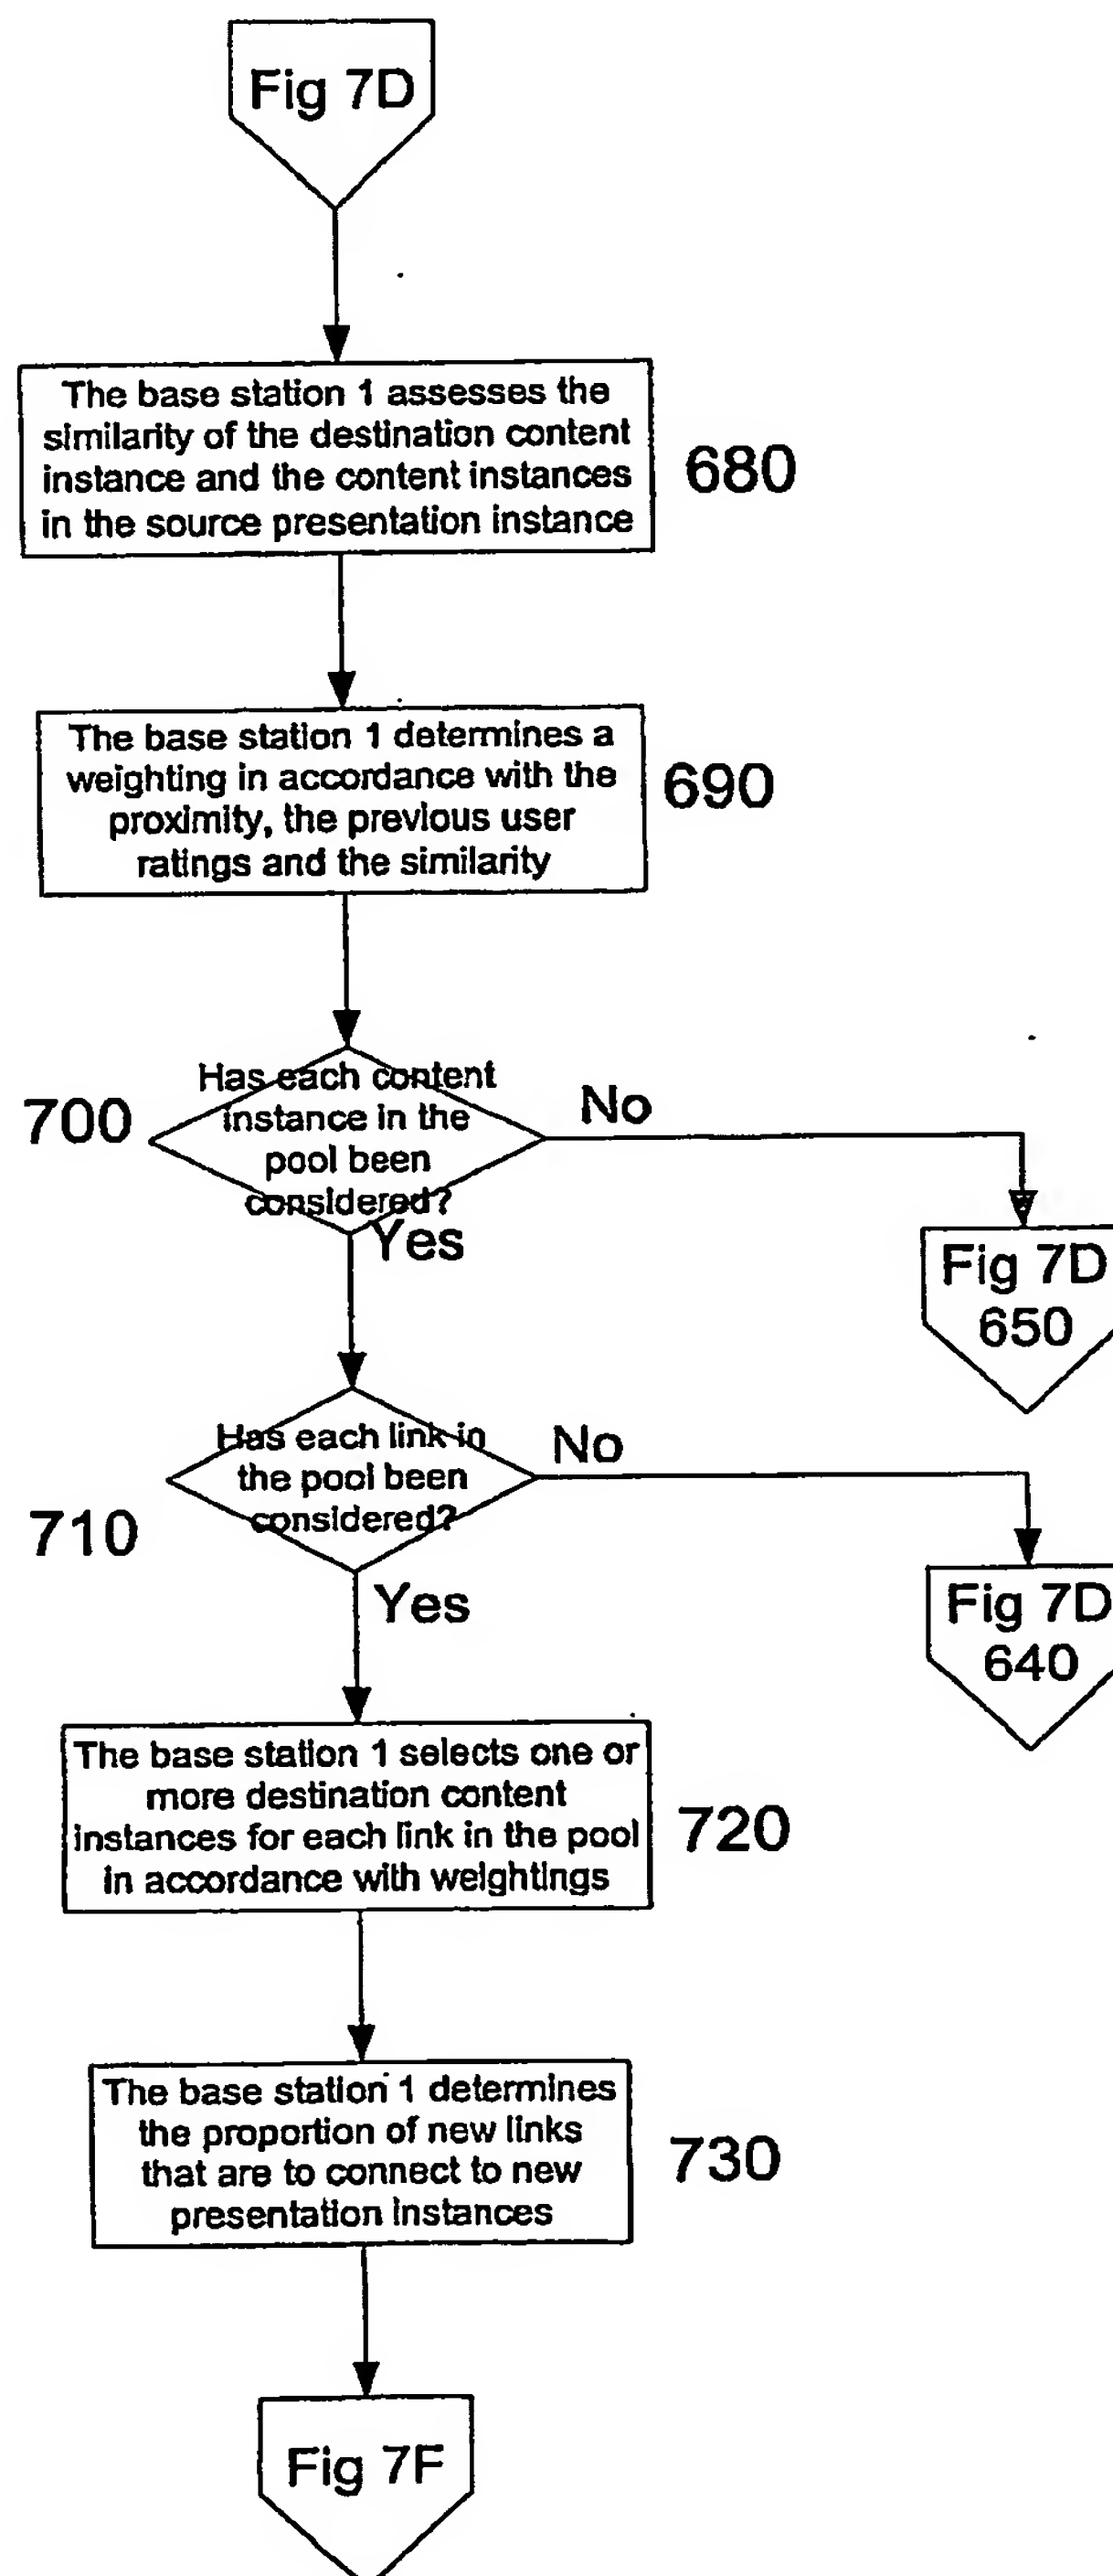 Fig 7D
The base station 1 assesses the
similarity of the destination content
instance and the content instances
in the source presentation instance
680
The base station 1 determines a
weighting in accordance with the
proximity, the previous user
ratings and the similarity
690
700
Has each content
instance in the
pool been
considered?
No
Yes
Fig 7D
650
Has each link in
the pool been
considered?
No
710
Yes
Fig 7D
640
The base station 1 selects one or
more destination content
instances for each link in the pool
in accordance with weightings
720
The base station 1 determines
the proportion of new links
that are to connect to new
presentation instances
730
Fig 7F